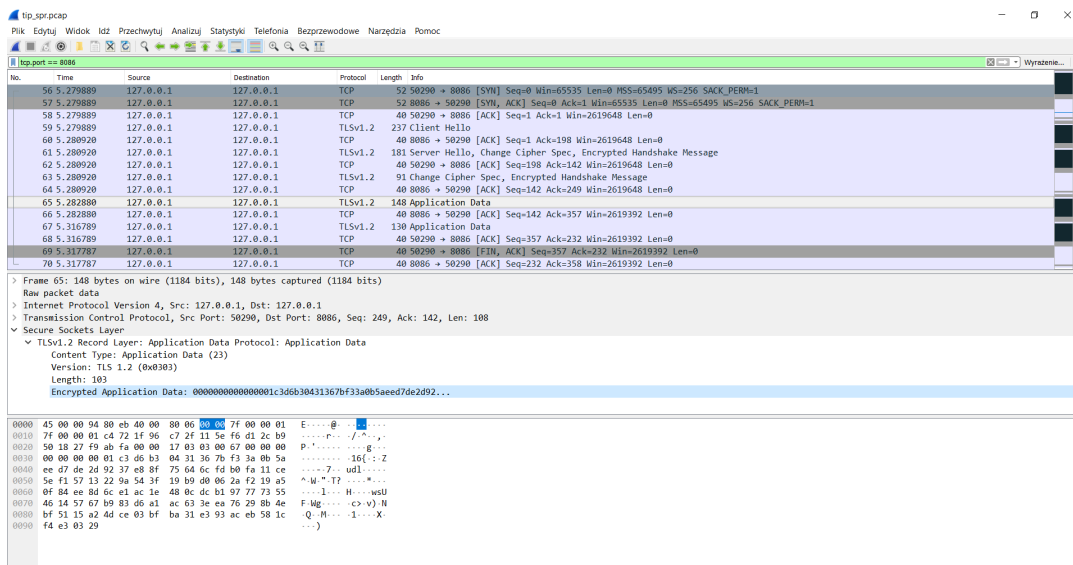 tip_spr.pcap
Plik Edytuj Widok Idź Przechwytuj Analizuj Statystyki Telefonia Bezprzewodowe Narzędzia Pomoc
tcp.port == 8086 Wyrażenie...
No. Time Source Destination Protocol Length Info
56 5.279889 127.0.0.1 127.0.0.1 TCP 52 50290 → 8086 [SYN] Seq=0 Win=65535 Len=0 MSS=65495 WS=256 SACK_PERM=1
57 5.279889 127.0.0.1 127.0.0.1 TCP 52 8086 → 50290 [SYN, ACK] Seq=0 Ack=1 Win=65535 Len=0 MSS=65495 WS=256 SACK_PERM=1
58 5.279889 127.0.0.1 127.0.0.1 TCP 40 50290 → 8086 [ACK] Seq=1 Ack=1 Win=2619648 Len=0
59 5.279889 127.0.0.1 127.0.0.1 TLSv1.2 237 Client Hello
60 5.280920 127.0.0.1 127.0.0.1 TCP 40 8086 → 50290 [ACK] Seq=1 Ack=198 Win=2619648 Len=0
61 5.280920 127.0.0.1 127.0.0.1 TLSv1.2 181 Server Hello, Change Cipher Spec, Encrypted Handshake Message
62 5.280920 127.0.0.1 127.0.0.1 TCP 40 50290 → 8086 [ACK] Seq=198 Ack=142 Win=2619648 Len=0
63 5.280920 127.0.0.1 127.0.0.1 TLSv1.2 91 Change Cipher Spec, Encrypted Handshake Message
64 5.280920 127.0.0.1 127.0.0.1 TCP 40 8086 → 50290 [ACK] Seq=142 Ack=249 Win=2619648 Len=0
65 5.282880 127.0.0.1 127.0.0.1 TLSv1.2 148 Application Data
66 5.282880 127.0.0.1 127.0.0.1 TCP 40 8086 → 50290 [ACK] Seq=142 Ack=357 Win=2619392 Len=0
67 5.316789 127.0.0.1 127.0.0.1 TLSv1.2 130 Application Data
68 5.316789 127.0.0.1 127.0.0.1 TCP 40 50290 → 8086 [ACK] Seq=357 Ack=232 Win=2619392 Len=0
69 5.317787 127.0.0.1 127.0.0.1 TCP 40 50290 → 8086 [FIN, ACK] Seq=357 Ack=232 Win=2619392 Len=0
70 5.317787 127.0.0.1 127.0.0.1 TCP 40 8086 → 50290 [ACK] Seq=232 Ack=358 Win=2619392 Len=0
Frame 65: 148 bytes on wire (1184 bits), 148 bytes captured (1184 bits)
Raw packet data
Internet Protocol Version 4, Src: 127.0.0.1, Dst: 127.0.0.1
Transmission Control Protocol, Src Port: 50290, Dst Port: 8086, Seq: 249, Ack: 142, Len: 108
Secure Sockets Layer
TLSv1.2 Record Layer: Application Data Protocol: Application Data
Content Type: Application Data (23)
Version: TLS 1.2 (0x0303)
Length: 103
Encrypted Application Data: 0000000000000001c3d6b30431367bf33a0b5aeed7de2d92...
0000 45 00 00 94 80 eb 40 00 80 06 00 00 7f 00 00 01 E·····@· ········
0010 7f 00 00 01 c4 72 1f 96 c7 2f 11 5e f6 d1 2c b9 ·····r·· ·/·^··,·
0020 50 18 27 f9 ab fa 00 00 17 03 03 00 67 00 00 00 P·'····· ····g···
0030 00 00 00 00 01 c3 d6 b3 04 31 36 7b f3 3a 0b 5a ········ ·16{·:·Z
0040 ee d7 de 2d 92 37 e8 8f 75 64 6c fd b0 fa 11 ce ···-·7·· udl·····
0050 5e f1 57 13 22 9a 54 3f 19 b9 d0 06 2a f2 19 a5 ^·W·"·T? ····*···
0060 0f 84 ee 8d 6c e1 ac 1e 48 0c dc b1 97 77 73 55 ····l··· H····wsU
0070 46 14 57 67 b9 83 d6 a1 ac 63 3e ea 76 29 8b 4e F·Wg···· ·c>·v)·N
0080 bf 51 15 a2 4d ce 03 bf ba 31 e3 93 ac eb 58 1c ·Q··M··· ·1····X·
0090 f4 e3 03 29 ···)